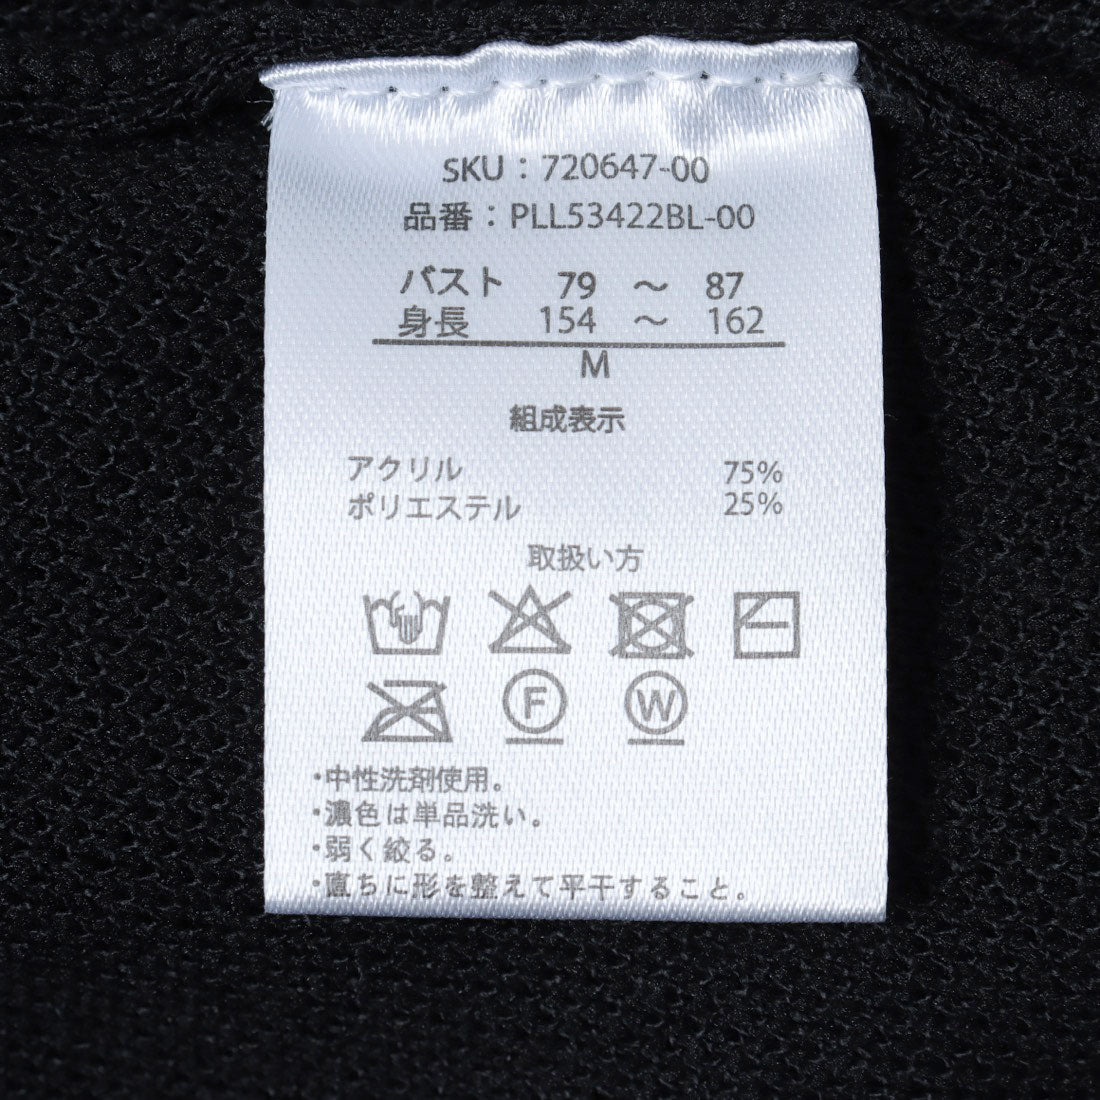 SKU：720647-00
品番：PLL53422BL-00
バスト 79 ～ 87
身長 154 ～ 162
M
組成表示
アクリル 75%
ポリエステル 25%
取扱い方
F W
・中性洗剤使用。
・濃色は単品洗い。
・弱く絞る。
・直ちに形を整えて平干すること。